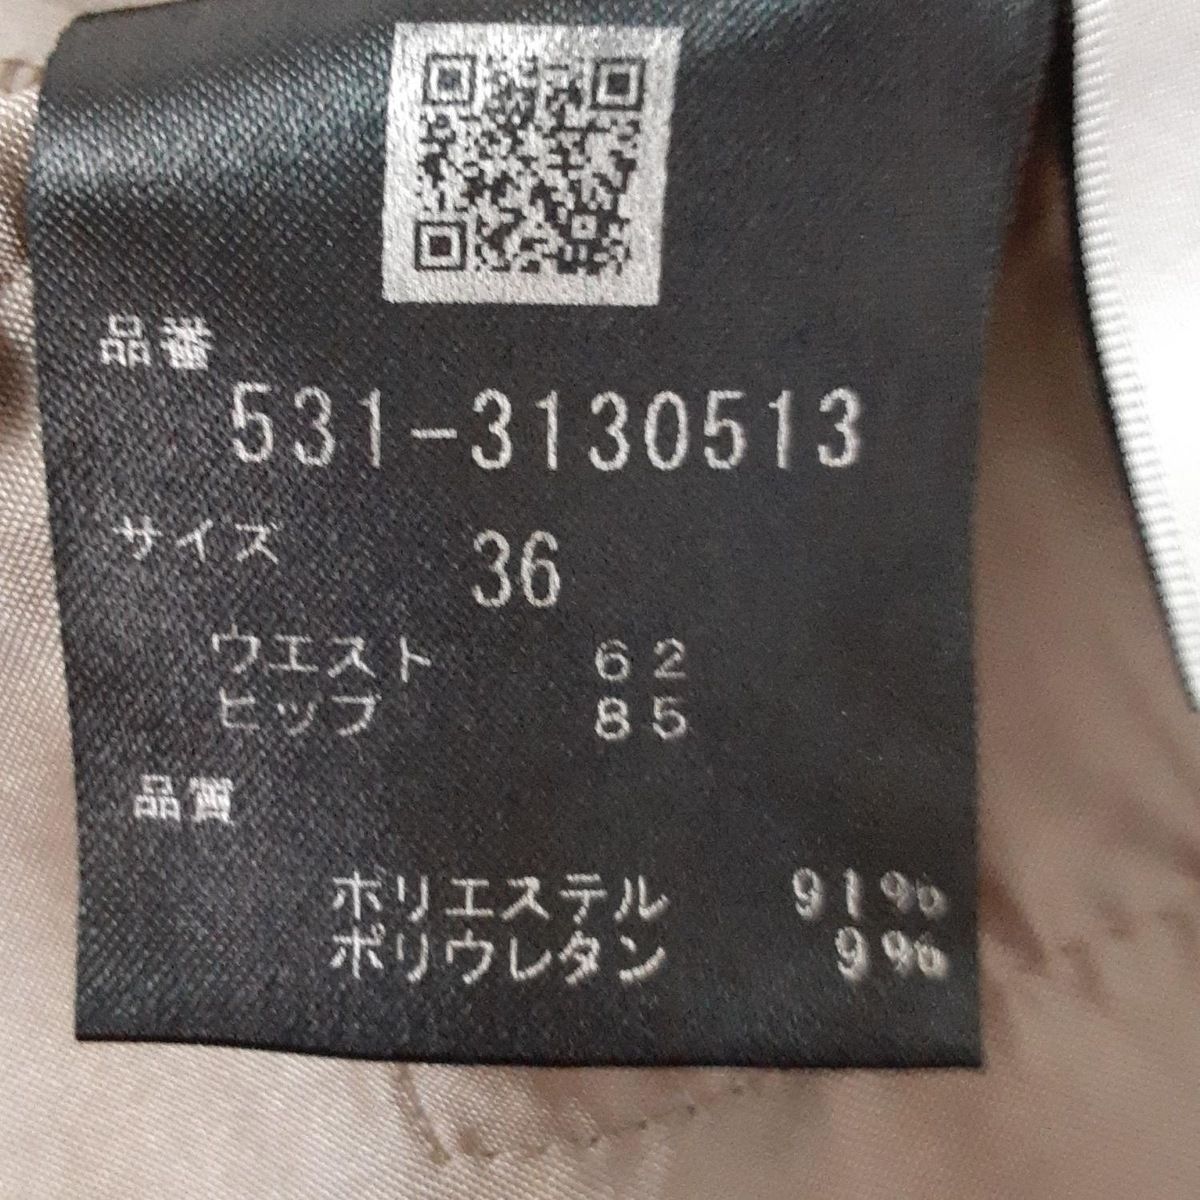 品番
531-3130513
サイズ 36
ウエスト 62
ヒップ 85
品質
ポリエステル 91%
ポリウレタン 9%